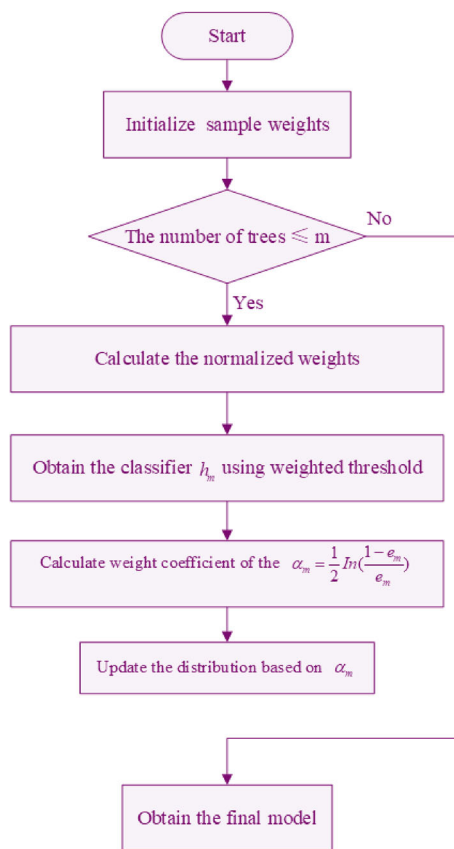 Start
Initialize sample weights
The number of trees ≤ m
No
Yes
Calculate the normalized weights
Obtain the classifier h_m using weighted threshold
Calculate weight coefficient of the α_m = 1/2 In((1-e_m)/e_m)
Update the distribution based on α_m
Obtain the final model